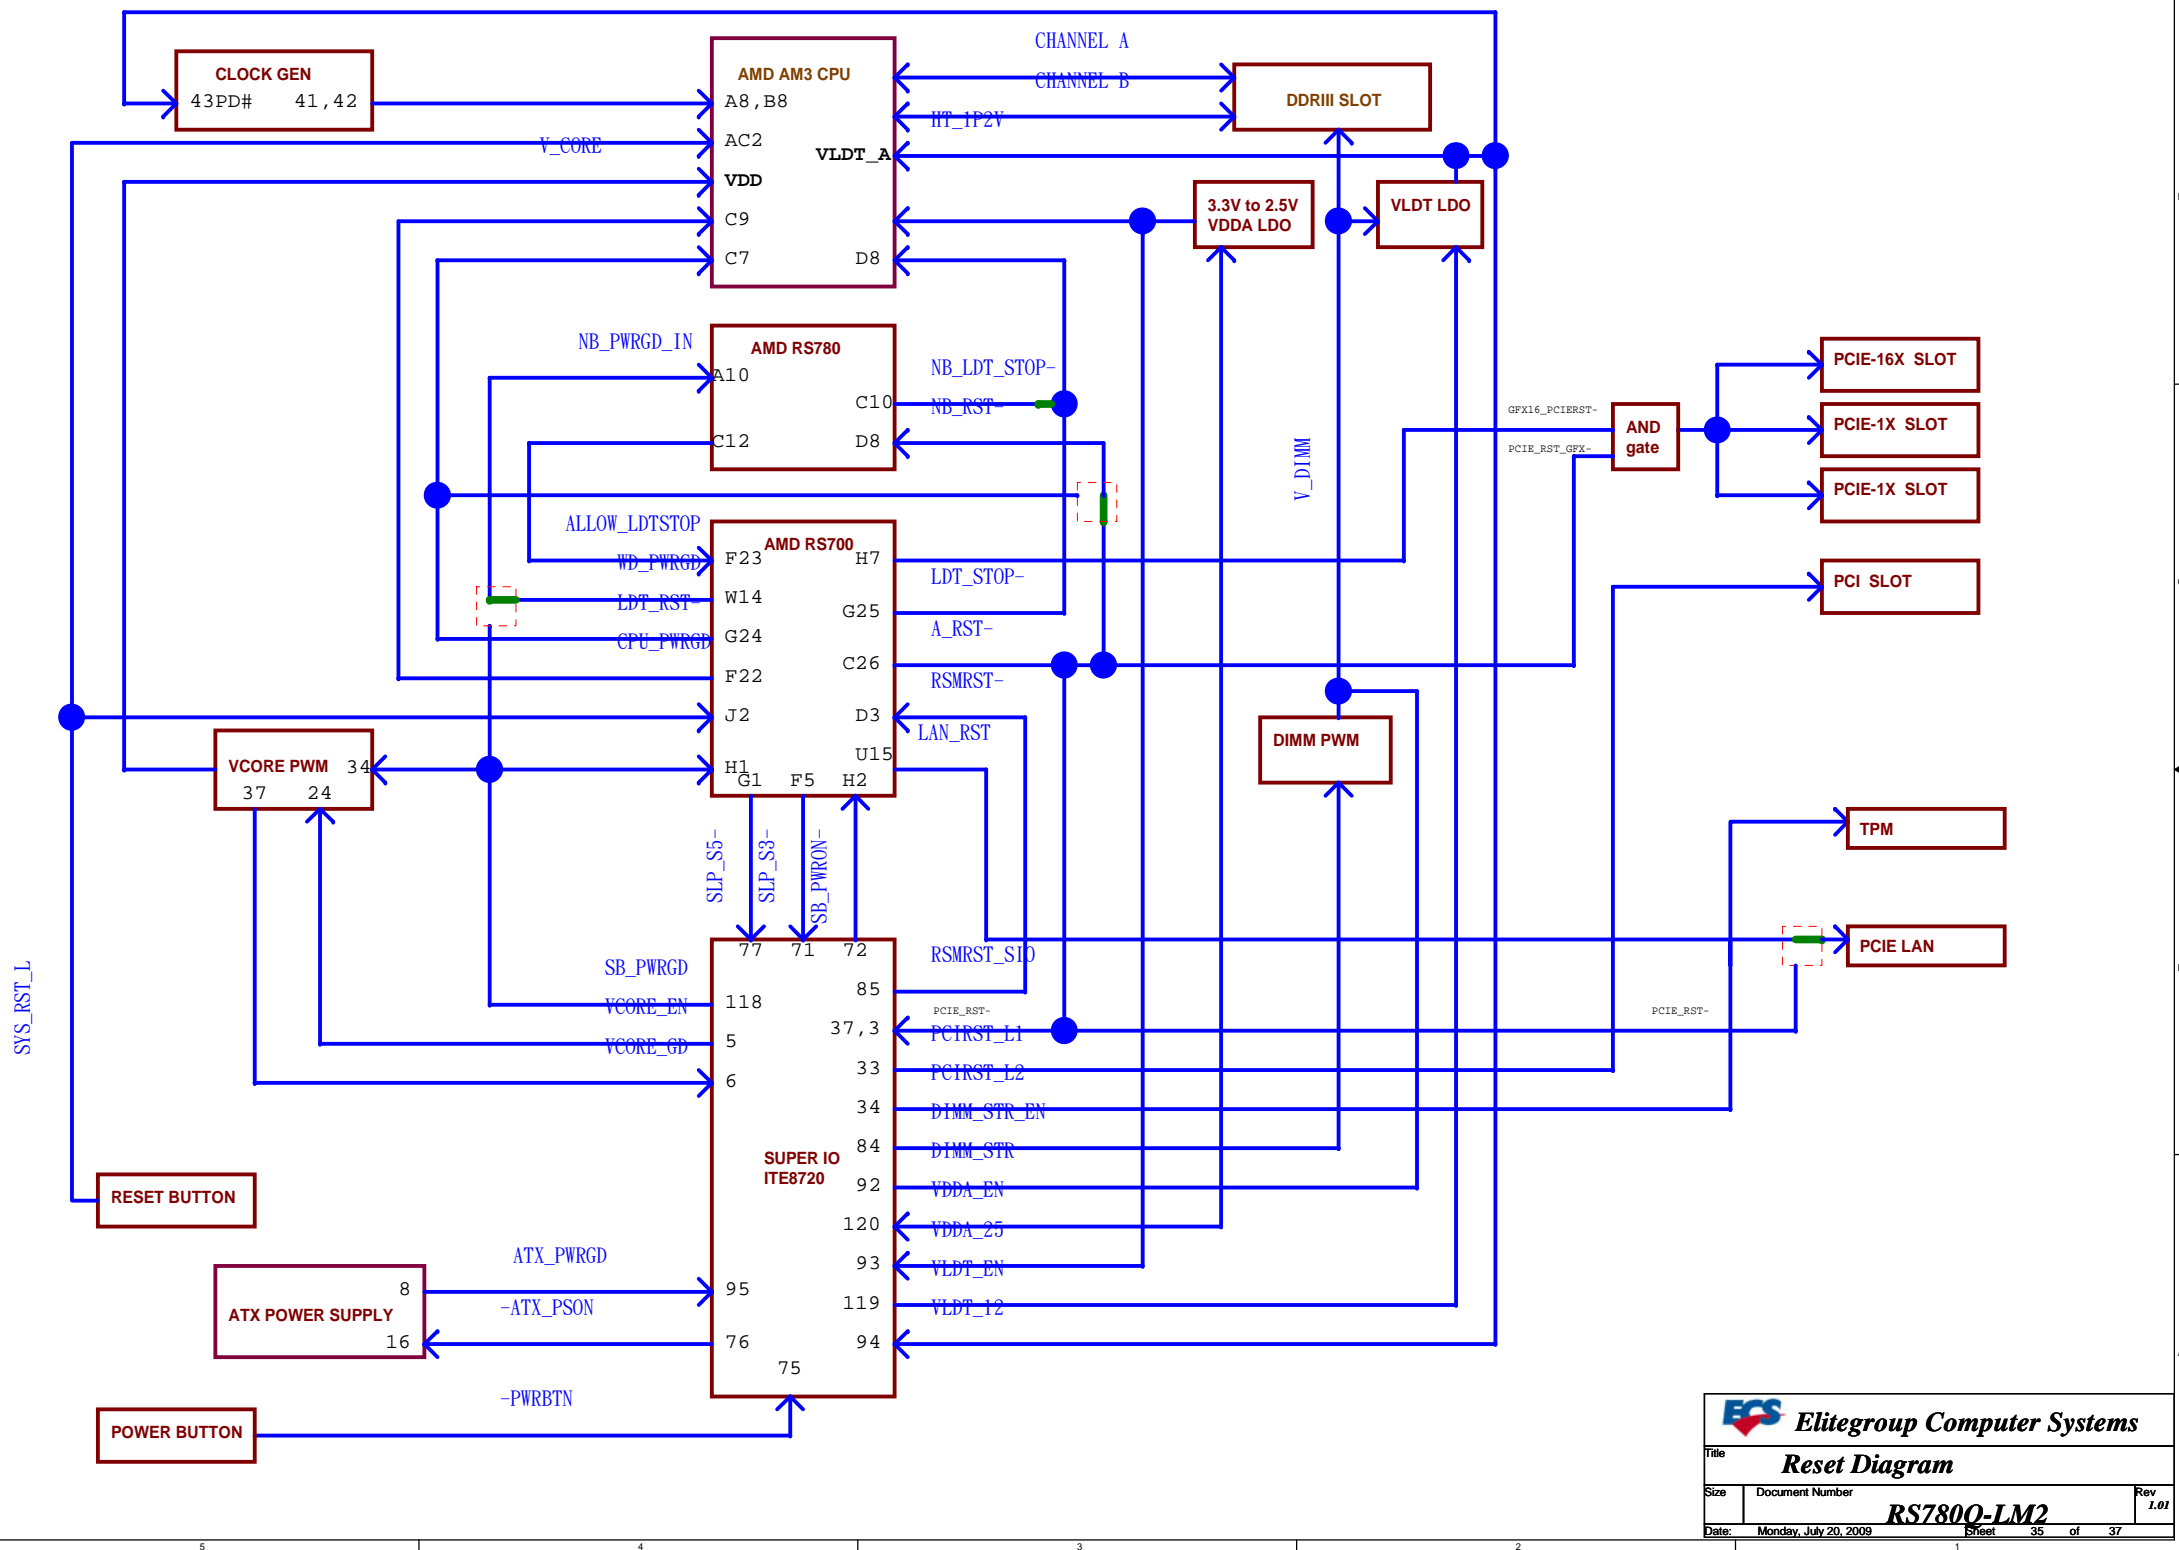 CHANNEL A
CLOCK GEN
AMD AM3 CPU
CHANNEL B
DDRIII SLOT
43PD# 41,42
A8,B8
HT_1P2V
V_CORE
AC2
VLDT_A
VDD
C9
3.3V to 2.5V
VDDA LDO
VLDT LDO
C7 D8
NB_PWRGD_IN
AMD RS780
NB_LDT_STOP-
A10
C10
NB_RST-
C12 D8
PCIE-16X SLOT
GFX16_PCIERST-
PCIE_RST_GFX-
AND
gate
PCIE-1X SLOT
PCIE-1X SLOT
V_DIMM
ALLOW_LDTSTOP
AMD RS700
F23 H7
WD_PWRGD
LDT_STOP-
W14
LDT_RST-
G25
A_RST-
G24
CPU_PWRGD
C26
F22
RSMRST-
PCI SLOT
J2 D3
LAN_RST
U15
H1
G1 F5 H2
VCORE PWM 34
37 24
DIMM PWM
SLP_S5-
SLP_S3-
SB_PWRON-
TPM
PCIE LAN
77 71 72
SB_PWRGD
RSMRST_SIO
85
118
VCORE_EN
PCIE_RST-
PCIE_RST-
37,3
PCIRST_L1
5
VCORE_GD
33
PCIRST_L2
6
34
DIMM_STR_EN
84
DIMM_STR
SUPER IO
ITE8720
92
VDDA_EN
120
VDDA_25
93
VLDT_EN
119
VLDT_12
94
SYS_RST_L
RESET BUTTON
ATX_PWRGD
8
95
-ATX_PSON
ATX POWER SUPPLY
16
76
75
-PWRBTN
POWER BUTTON
ECS Elitegroup Computer Systems
Title
Reset Diagram
Size Document Number Rev
RS780Q-LM2 1.01
Date: Monday, July 20, 2009 Sheet 35 of 37
5 4 3 2 1